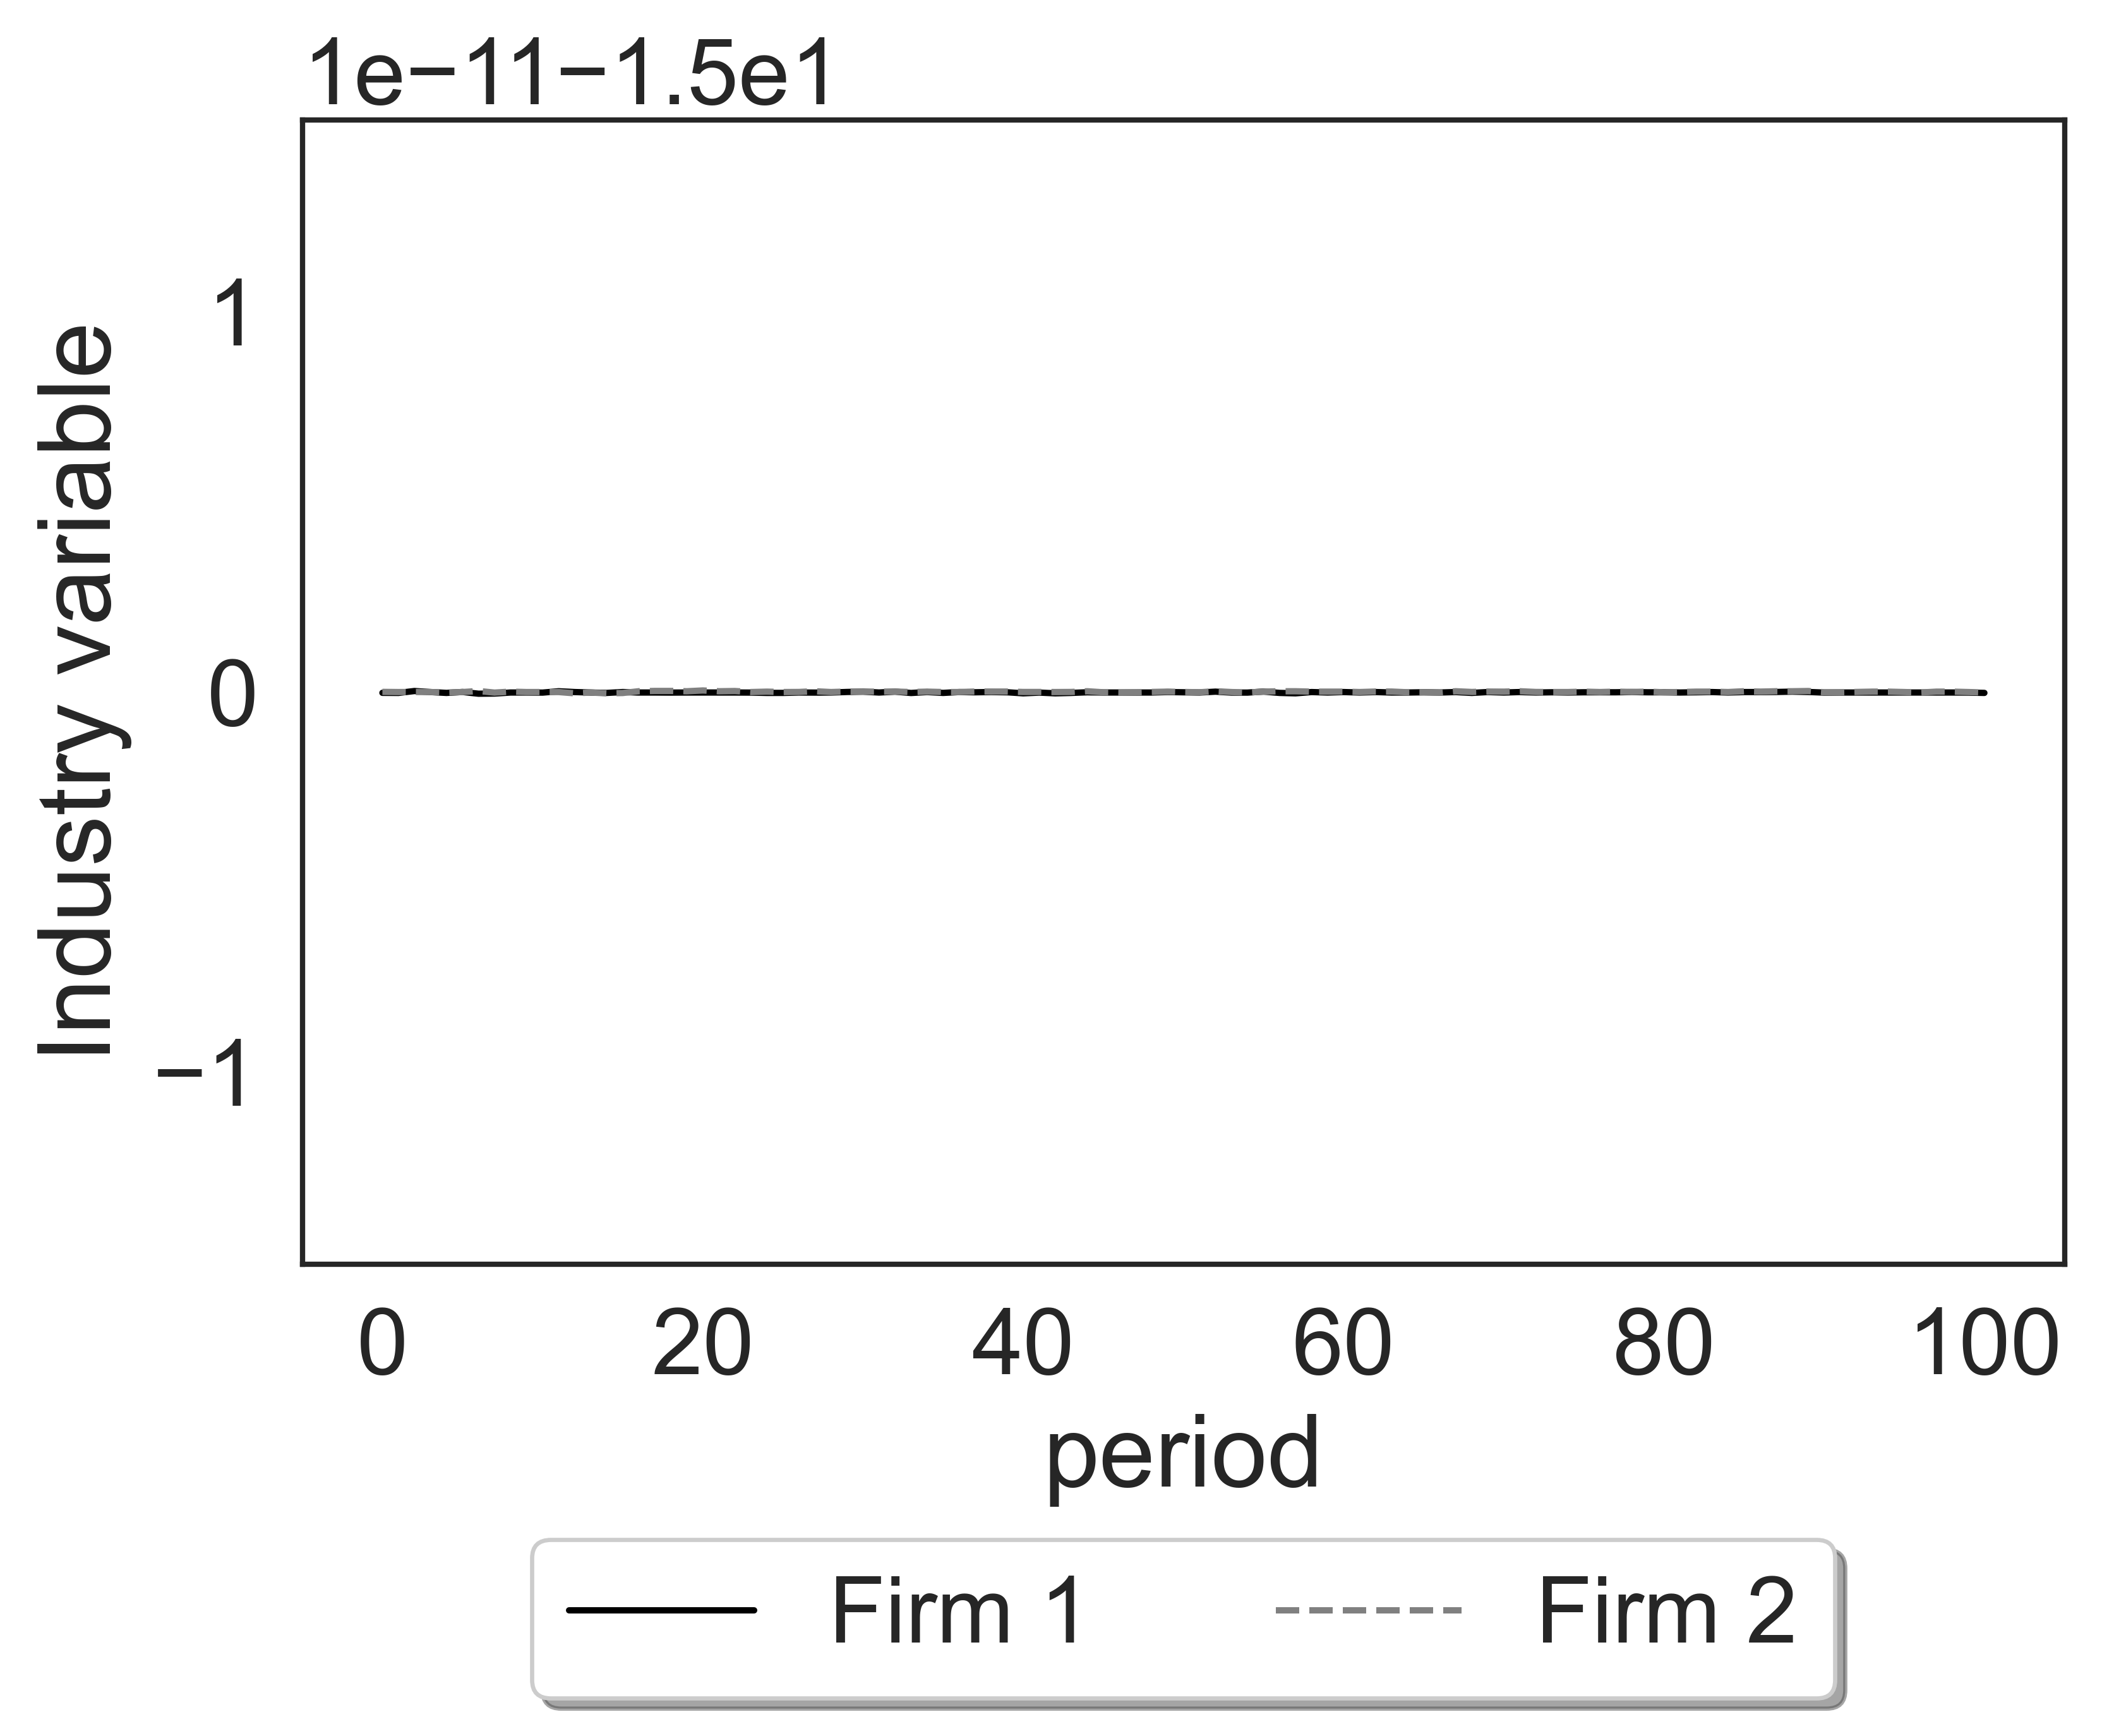 1e−11−1.5e1
Industry variable
1
0
−1
0 20 40 60 80 100
period
Firm 1 Firm 2